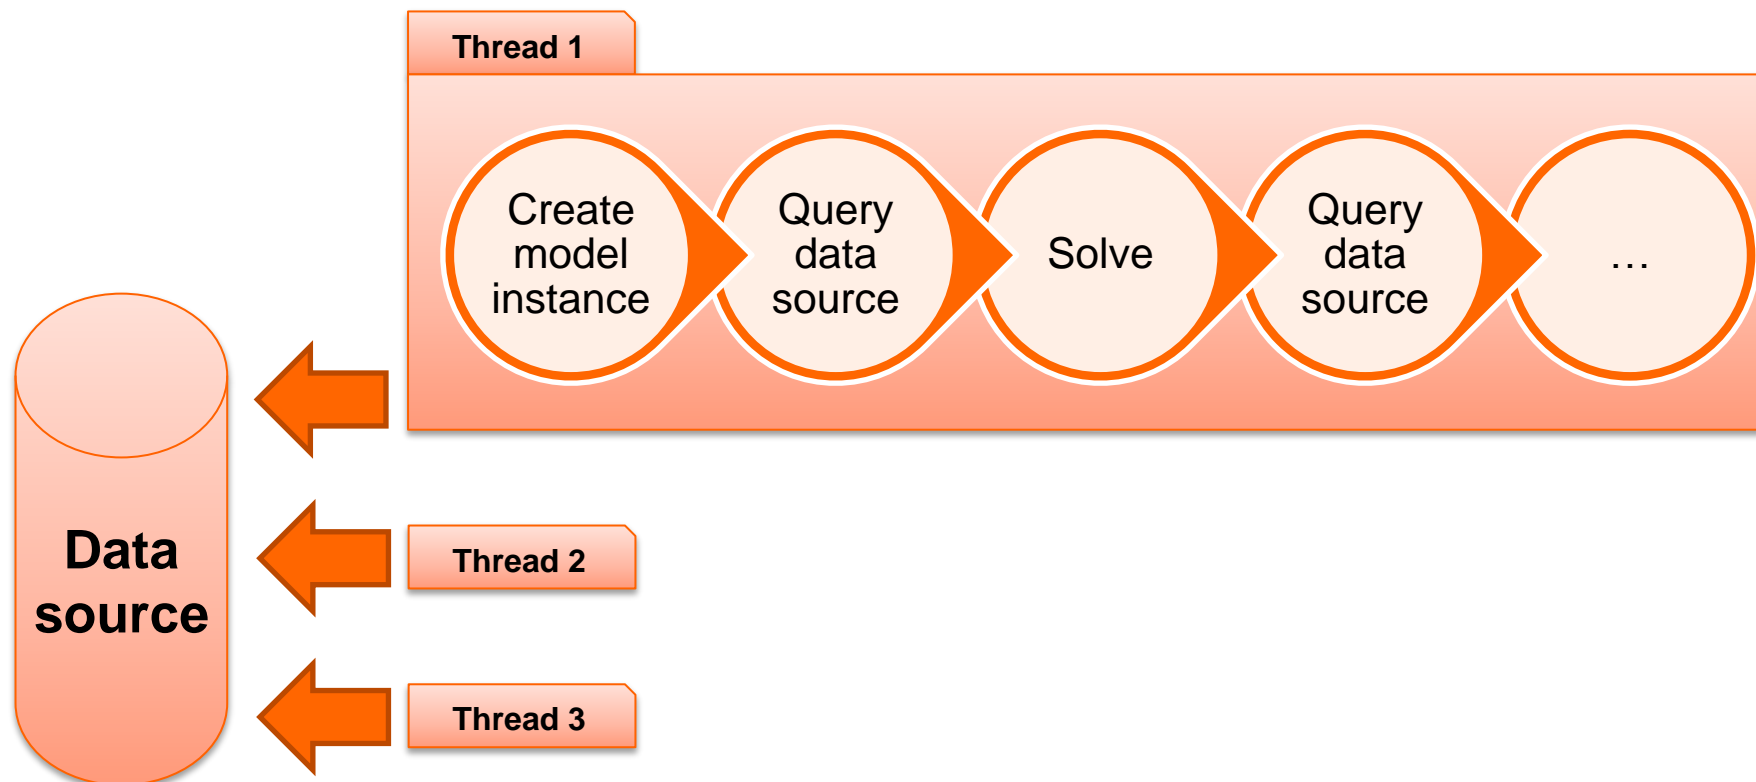 Thread 1
Create
model
instance
Query
data
source
Solve
Query
data
source
...
Data
source
Thread 2
Thread 3